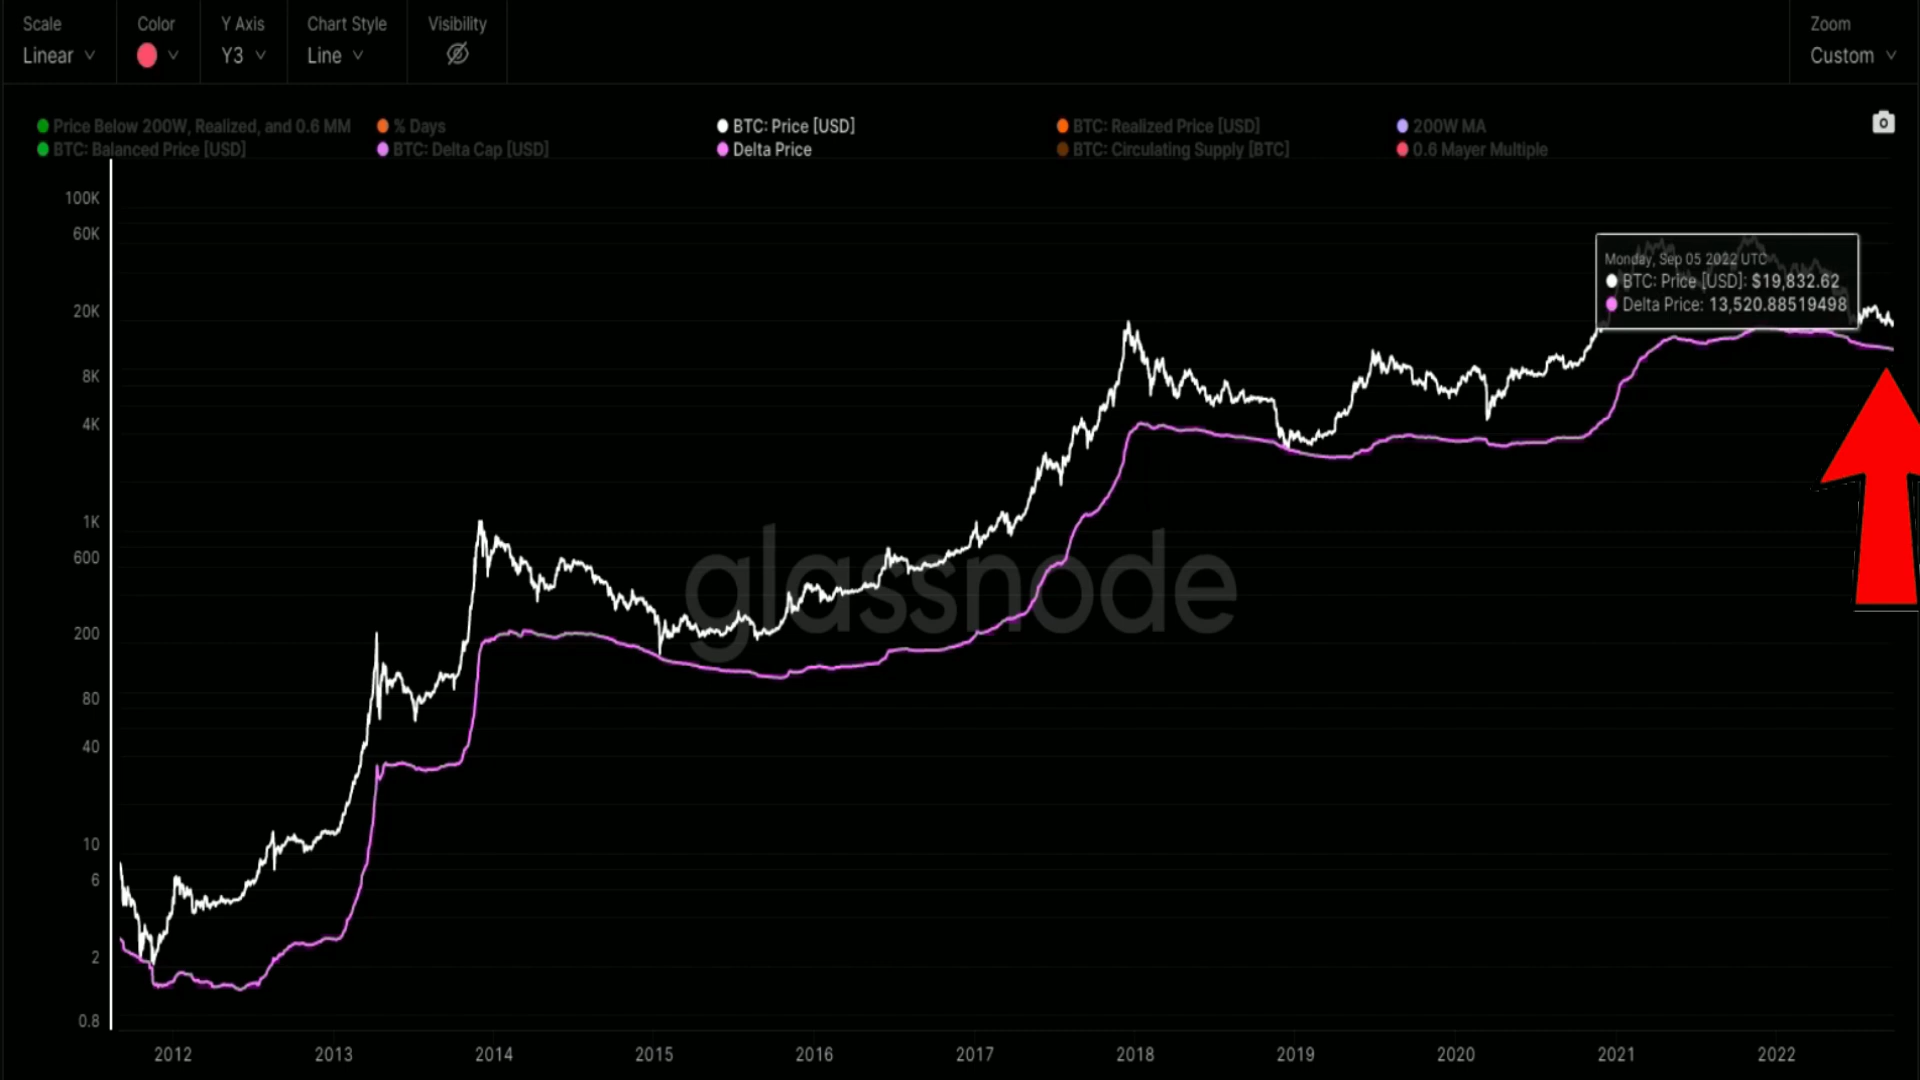 Scale Color Y Axis Chart Style Visibility Zoom
Linear Y3 Line Custom
Price Below 200W, Realized, and 0.6 MM % Days BTC: Price [USD] BTC: Realized Price [USD] 200W MA
BTC: Balanced Price [USD] BTC: Delta Cap [USD] Delta Price BTC: Circulating Supply [BTC] 0.6 Mayer Multiple
100K
60K
Monday, Sep 05 2022 UTC
BTC: Price [USD]: $19,832.62
Delta Price: 13,520.88519498
20K
8K
4K
1K
600
glassnode
200
80
40
10
6
2
0.8
2012 2013 2014 2015 2016 2017 2018 2019 2020 2021 2022